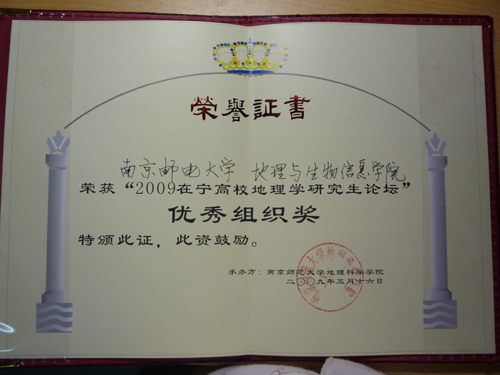 榮譽証書
南京邮电大学 地理与生物信息学院
荣获“2009在宁高校地理学研究生论坛”
优秀组织奖
特颁此证，此资鼓励。
承办方：南京师范大学地理科学学院
二〇〇九年五月十六日